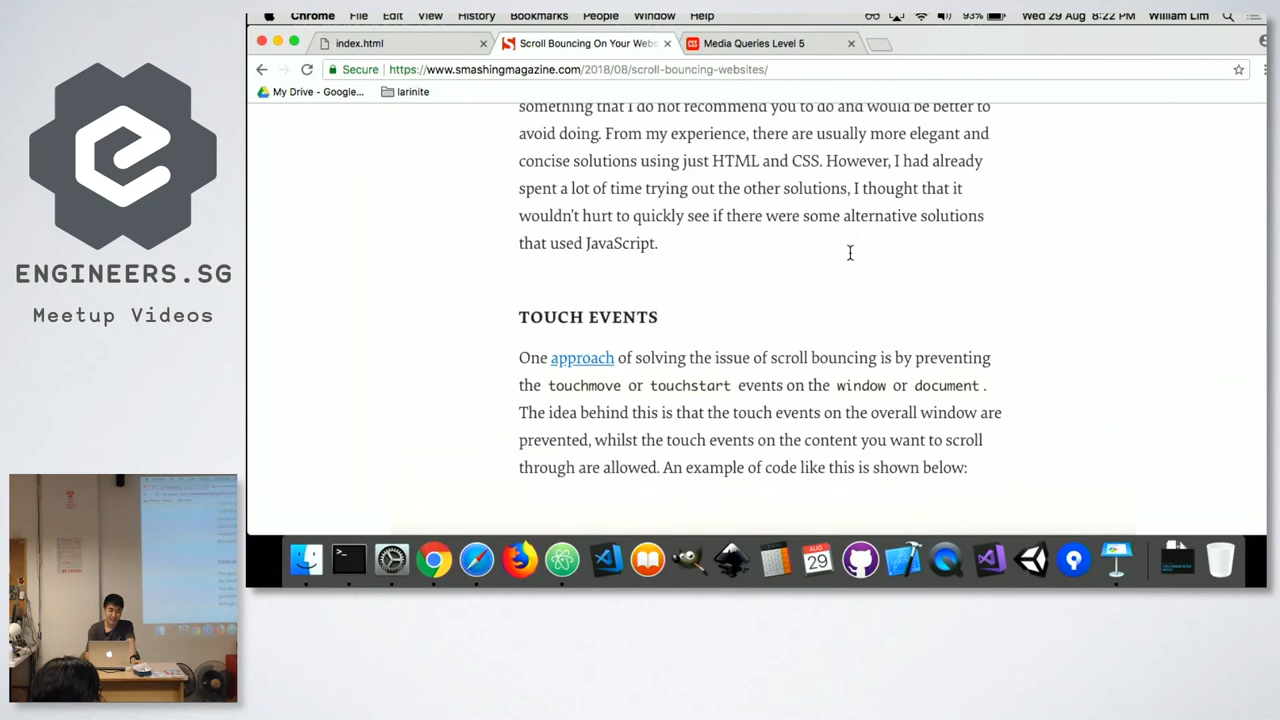 Chrome File Edit View History Bookmarks People Window Help 93% Wed 29 Aug 8:22 PM William Lim
index.html
Scroll Bouncing On Your Webs
CSS
Media Queries Level 5
Secure https://www.smashingmagazine.com/2018/08/scroll-bouncing-websites/
My Drive - Google...
larinite
something that I do not recommend you to do and would be better to
avoid doing. From my experience, there are usually more elegant and
concise solutions using just HTML and CSS. However, I had already
spent a lot of time trying out the other solutions, I thought that it
wouldn't hurt to quickly see if there were some alternative solutions
that used JavaScript.
TOUCH EVENTS
One approach of solving the issue of scroll bouncing is by preventing
the touchmove or touchstart events on the window or document.
The idea behind this is that the touch events on the overall window are
prevented, whilst the touch events on the content you want to scroll
through are allowed. An example of code like this is shown below:
AUG
29
ENGINEERS.SG
Meetup Videos